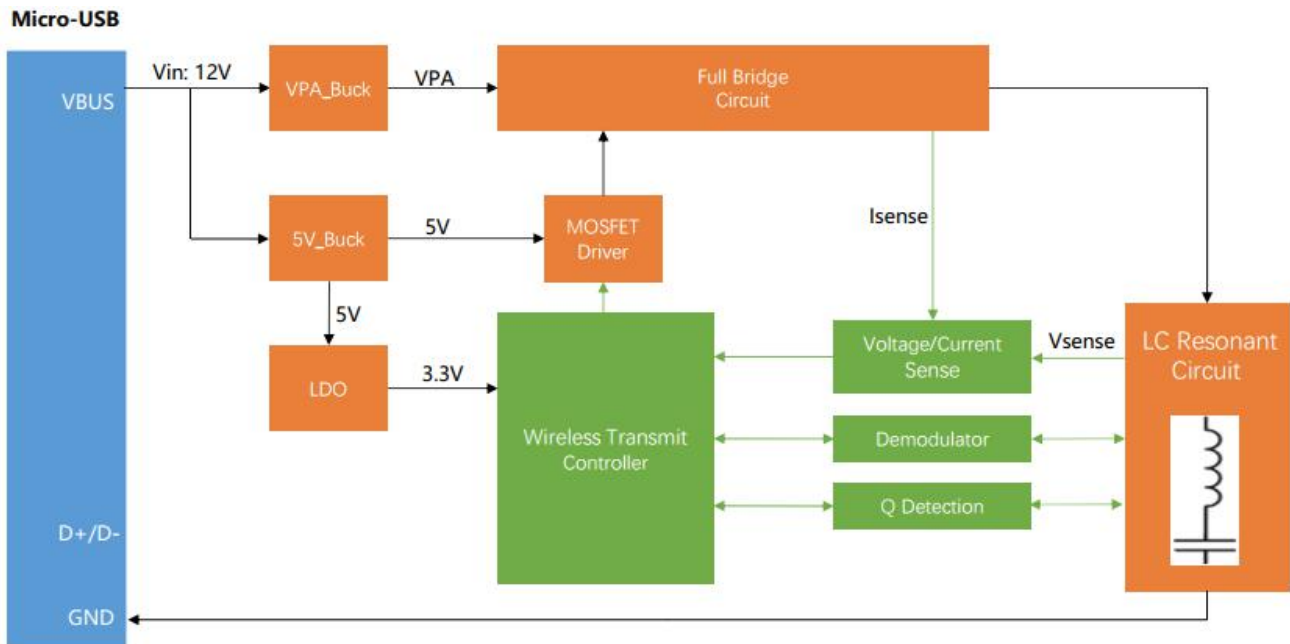 Micro-USB
VBUS
Vin: 12V
VPA_Buck
VPA
Full Bridge
Circuit
5V_Buck
5V
MOSFET
Driver
Isense
5V
LDO
3.3V
Wireless Transmit
Controller
Voltage/Current
Sense
Vsense
LC Resonant
Circuit
Demodulator
Q Detection
D+/D-
GND